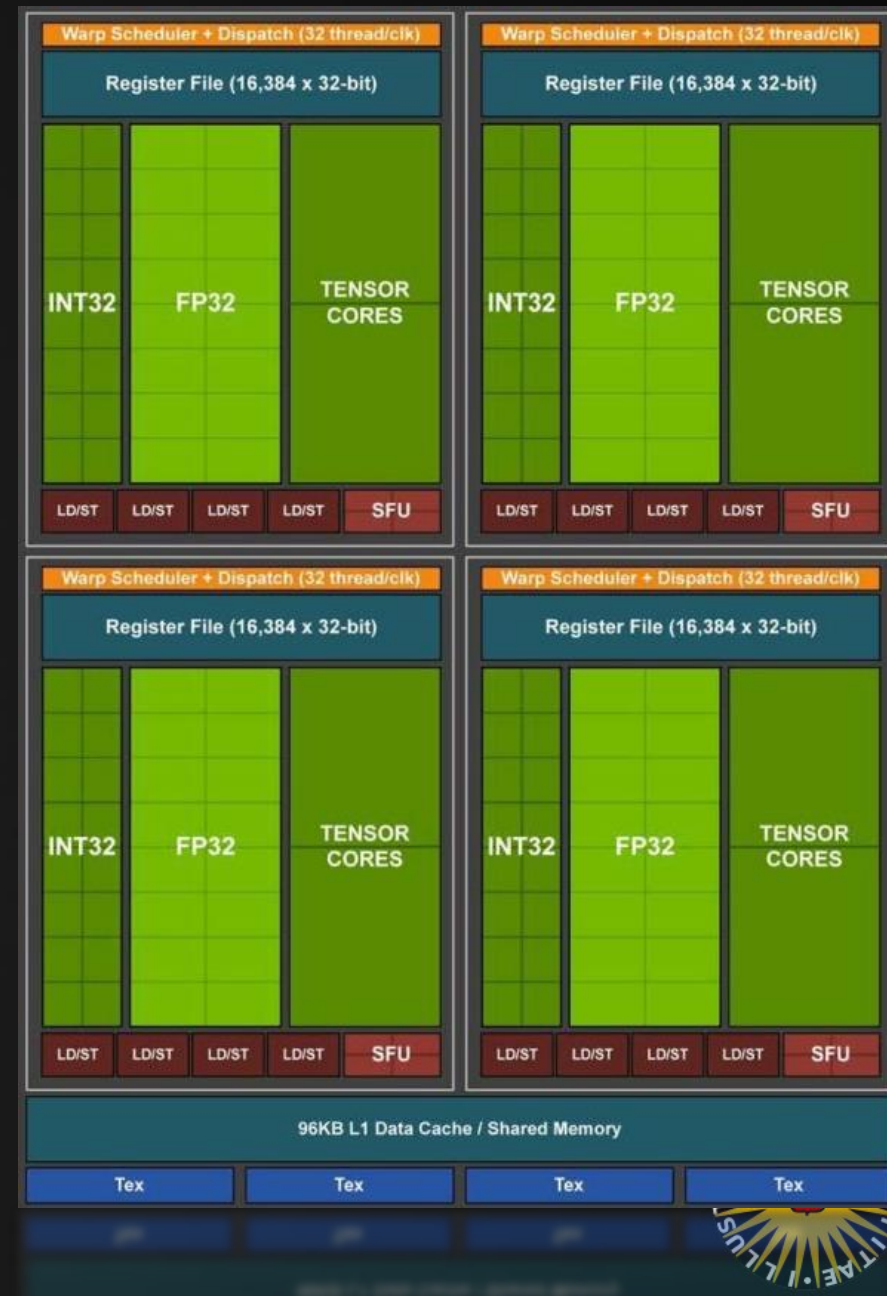 Warp Scheduler + Dispatch (32 thread/clk)
Register File (16,384 x 32-bit)
INT32
FP32
TENSOR
CORES
LD/ST LD/ST LD/ST LD/ST SFU
Warp Scheduler + Dispatch (32 thread/clk)
Register File (16,384 x 32-bit)
INT32
FP32
TENSOR
CORES
LD/ST LD/ST LD/ST LD/ST SFU
Warp Scheduler + Dispatch (32 thread/clk)
Register File (16,384 x 32-bit)
INT32
FP32
TENSOR
CORES
LD/ST LD/ST LD/ST LD/ST SFU
Warp Scheduler + Dispatch (32 thread/clk)
Register File (16,384 x 32-bit)
INT32
FP32
TENSOR
CORES
LD/ST LD/ST LD/ST LD/ST SFU
96KB L1 Data Cache / Shared Memory
Tex Tex Tex Tex